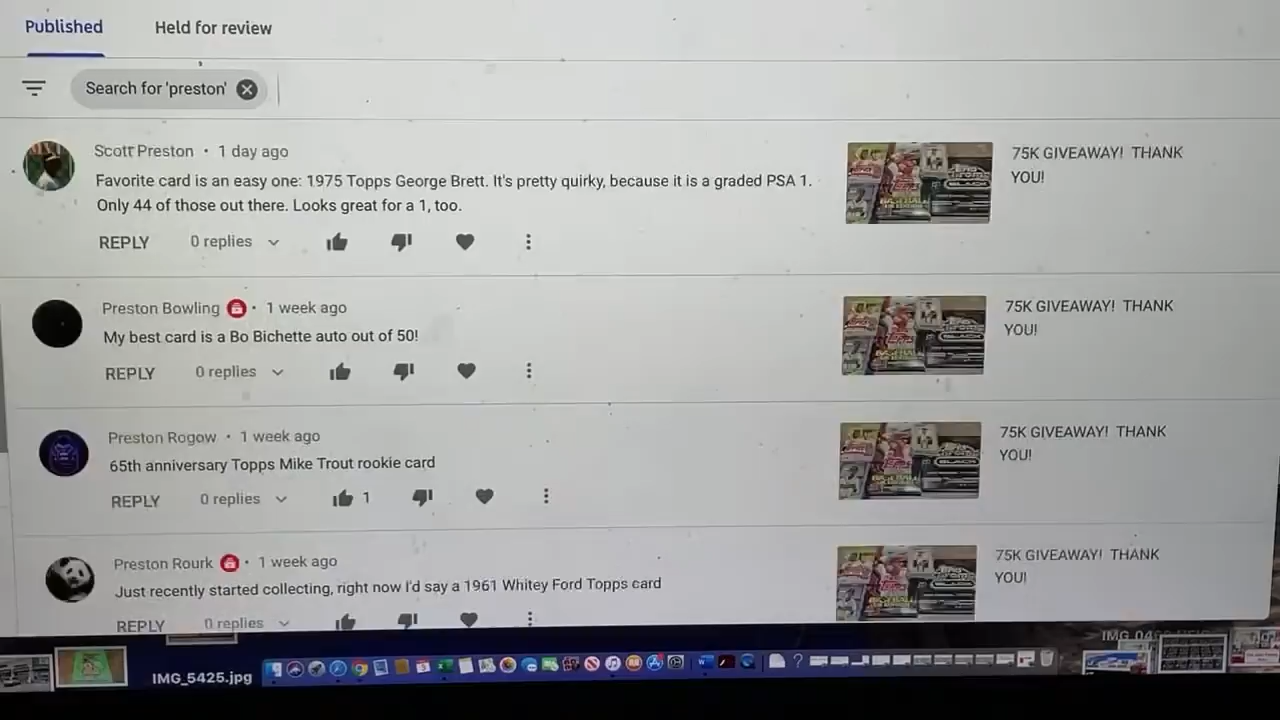 Published
Held for review
Search for 'preston'
Scott Preston • 1 day ago
Favorite card is an easy one: 1975 Topps George Brett. It's pretty quirky, because it is a graded PSA 1.
Only 44 of those out there. Looks great for a 1, too.
REPLY
0 replies
75K GIVEAWAY! THANK
YOU!
Preston Bowling • 1 week ago
My best card is a Bo Bichette auto out of 50!
REPLY
0 replies
75K GIVEAWAY! THANK
YOU!
Preston Rogow • 1 week ago
65th anniversary Topps Mike Trout rookie card
REPLY
0 replies
1
75K GIVEAWAY! THANK
YOU!
Preston Rourk • 1 week ago
Just recently started collecting, right now I'd say a 1961 Whitey Ford Topps card
REPLY
0 replies
75K GIVEAWAY! THANK
YOU!
IMG_5425.jpg